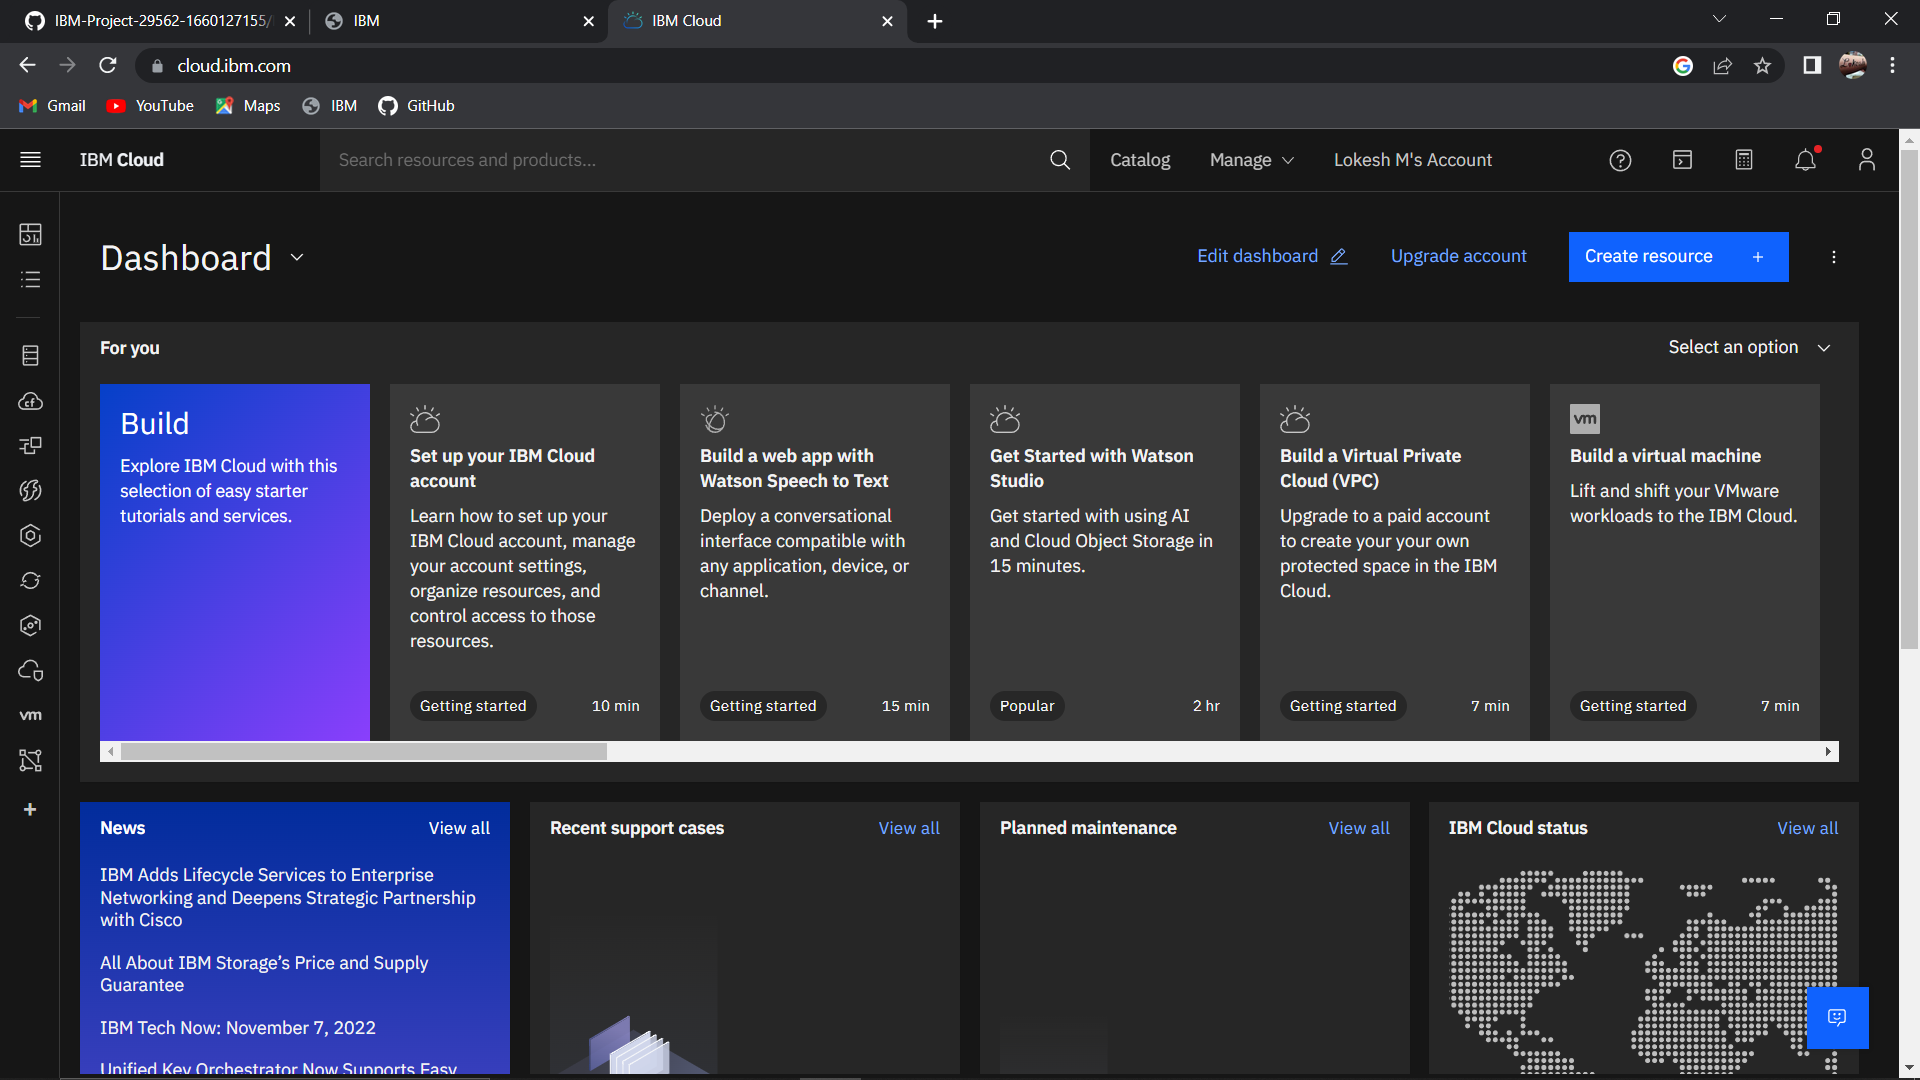 IBM-Project-29562-1660127155/
IBM
IBM Cloud
cloud.ibm.com
Gmail
YouTube
Maps
IBM
GitHub
IBM Cloud
Search resources and products...
Catalog
Manage
Lokesh M's Account
Dashboard
Edit dashboard
Upgrade account
Create resource +
For you
Select an option
Build
Explore IBM Cloud with this
selection of easy starter
tutorials and services.
Set up your IBM Cloud
account
Learn how to set up your
IBM Cloud account, manage
your account settings,
organize resources, and
control access to those
resources.
Getting started
10 min
Build a web app with
Watson Speech to Text
Deploy a conversational
interface compatible with
any application, device, or
channel.
Getting started
15 min
Get Started with Watson
Studio
Get started with using AI
and Cloud Object Storage in
15 minutes.
Popular
2 hr
Build a Virtual Private
Cloud (VPC)
Upgrade to a paid account
to create your your own
protected space in the IBM
Cloud.
Getting started
7 min
vm
Build a virtual machine
Lift and shift your VMware
workloads to the IBM Cloud.
Getting started
7 min
cf
vm
News
View all
IBM Adds Lifecycle Services to Enterprise
Networking and Deepens Strategic Partnership
with Cisco
All About IBM Storage’s Price and Supply
Guarantee
IBM Tech Now: November 7, 2022
Unified Key Orchestrator Now Supports Easy
Recent support cases
View all
Planned maintenance
View all
IBM Cloud status
View all